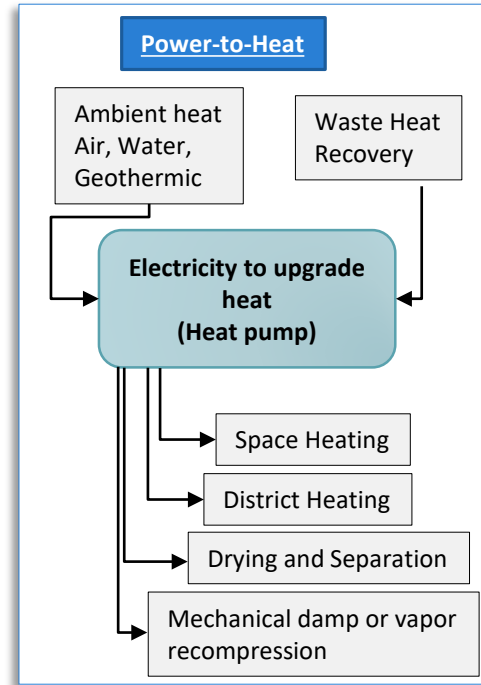 Power-to-Heat
Ambient heat
Air, Water,
Geothermic
Waste Heat
Recovery
Electricity to upgrade
heat
(Heat pump)
Space Heating
District Heating
Drying and Separation
Mechanical damp or vapor
recompression